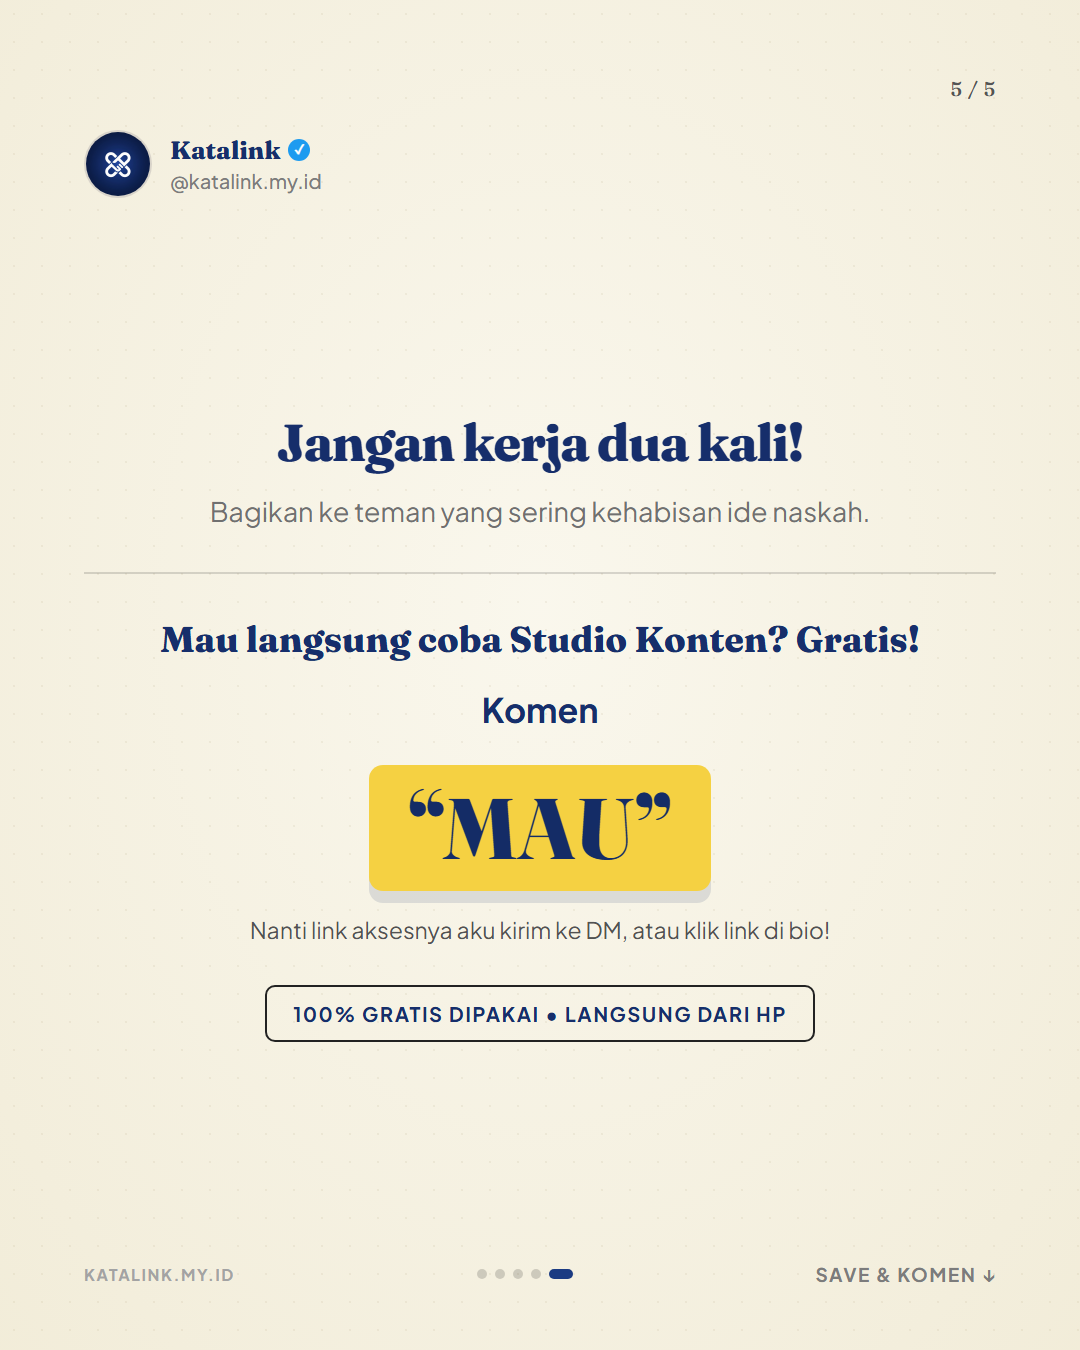 5 / 5
Katalink
@katalink.my.id
Jangan kerja dua kali!
Bagikan ke teman yang sering kehabisan ide naskah.
Mau langsung coba Studio Konten? Gratis!
Komen
“MAU”
Nanti link aksesnya aku kirim ke DM, atau klik link di bio!
100% GRATIS DIPAKAI • LANGSUNG DARI HP
KATALINK.MY.ID
SAVE & KOMEN ↓